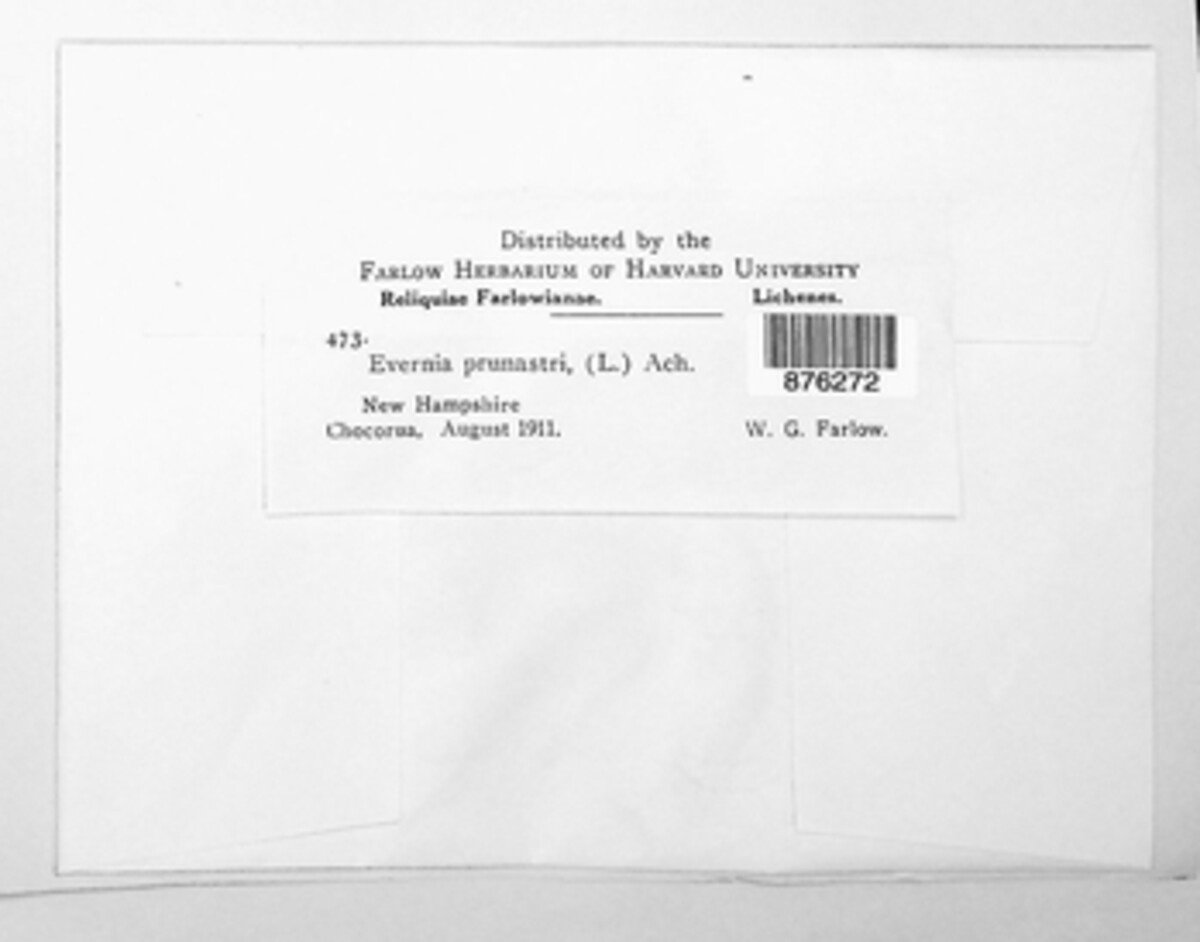 Distributed by the
FARLOW HERBARIUM OF HARVARD UNIVERSITY
Reliquiae Farlowianae. Lichenes.
473.
Evernia prunastri, (L.) Ach.
876272
New Hampshire
Chocorua, August 1911. W. G. Farlow.